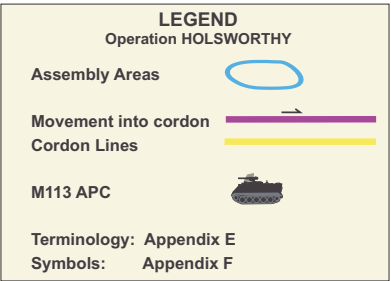 LEGEND
Operation HOLSWORTHY
Assembly Areas
Movement into cordon
Cordon Lines
M113 APC
Terminology: Appendix E
Symbols: Appendix F